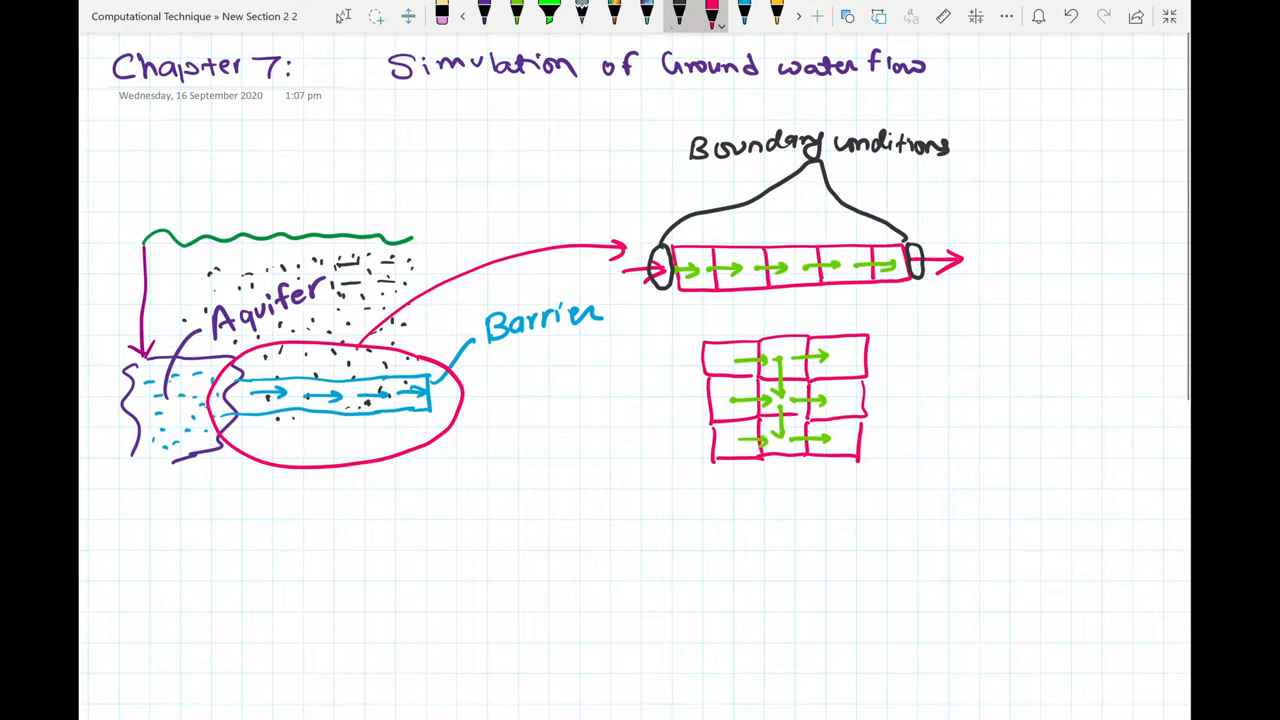 Computational Technique » New Section 2 2
Chapter 7: Simulation of Ground water flow
Wednesday, 16 September 2020 1:07 pm
Boundary conditions
Aquifer
Barrier